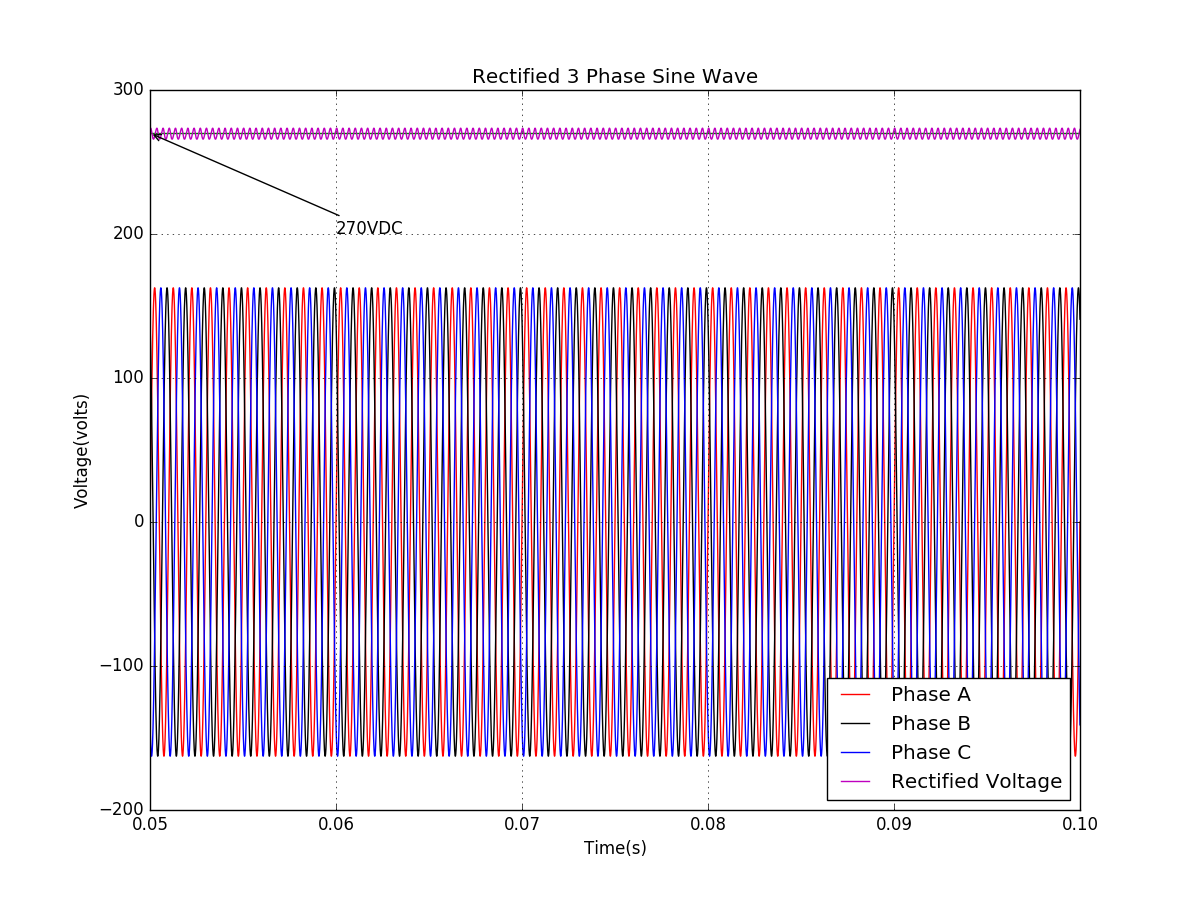 Rectified 3 Phase Sine Wave
300
200
100
0
−100
−200
Voltage(volts)
270VDC
Phase A
Phase B
Phase C
Rectified Voltage
0.05 0.06 0.07 0.08 0.09 0.10
Time(s)